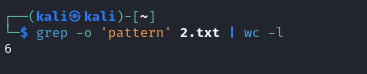 ┌──(kali㉿kali)-[~]
└─$ grep -o 'pattern' 2.txt | wc -l
6